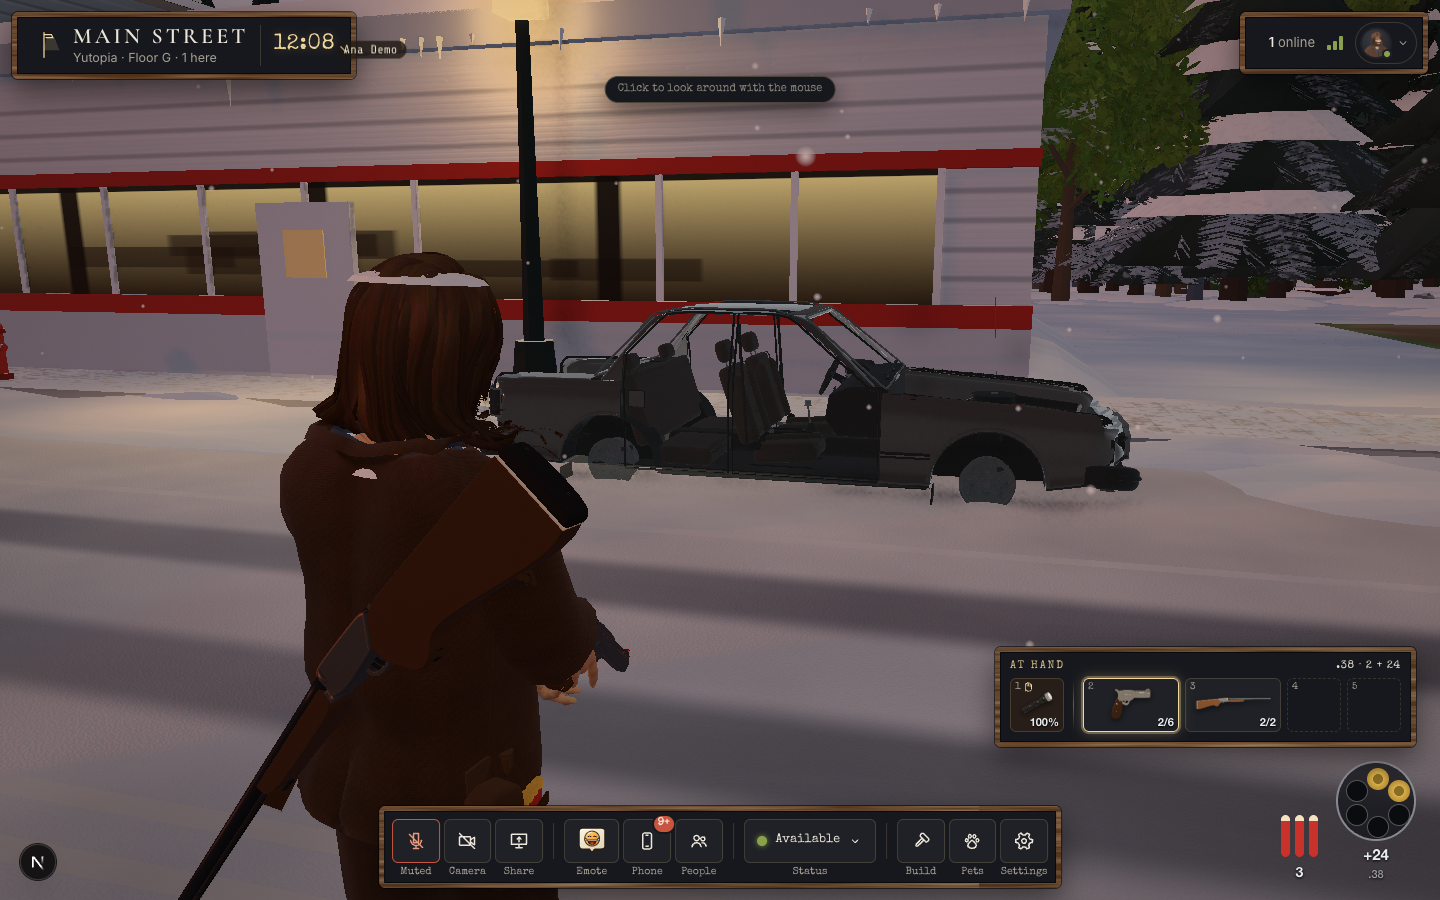 MAIN STREET
Yutopia · Floor G · 1 here
12:08
Ana Demo
Click to look around with the mouse
1 online
AT HAND
.38 · 2 + 24
1
100%
2
2/6
3
2/2
4
5
9+
Available
Muted
Camera
Share
Emote
Phone
People
Status
Build
Pets
Settings
N
3
+24
.38